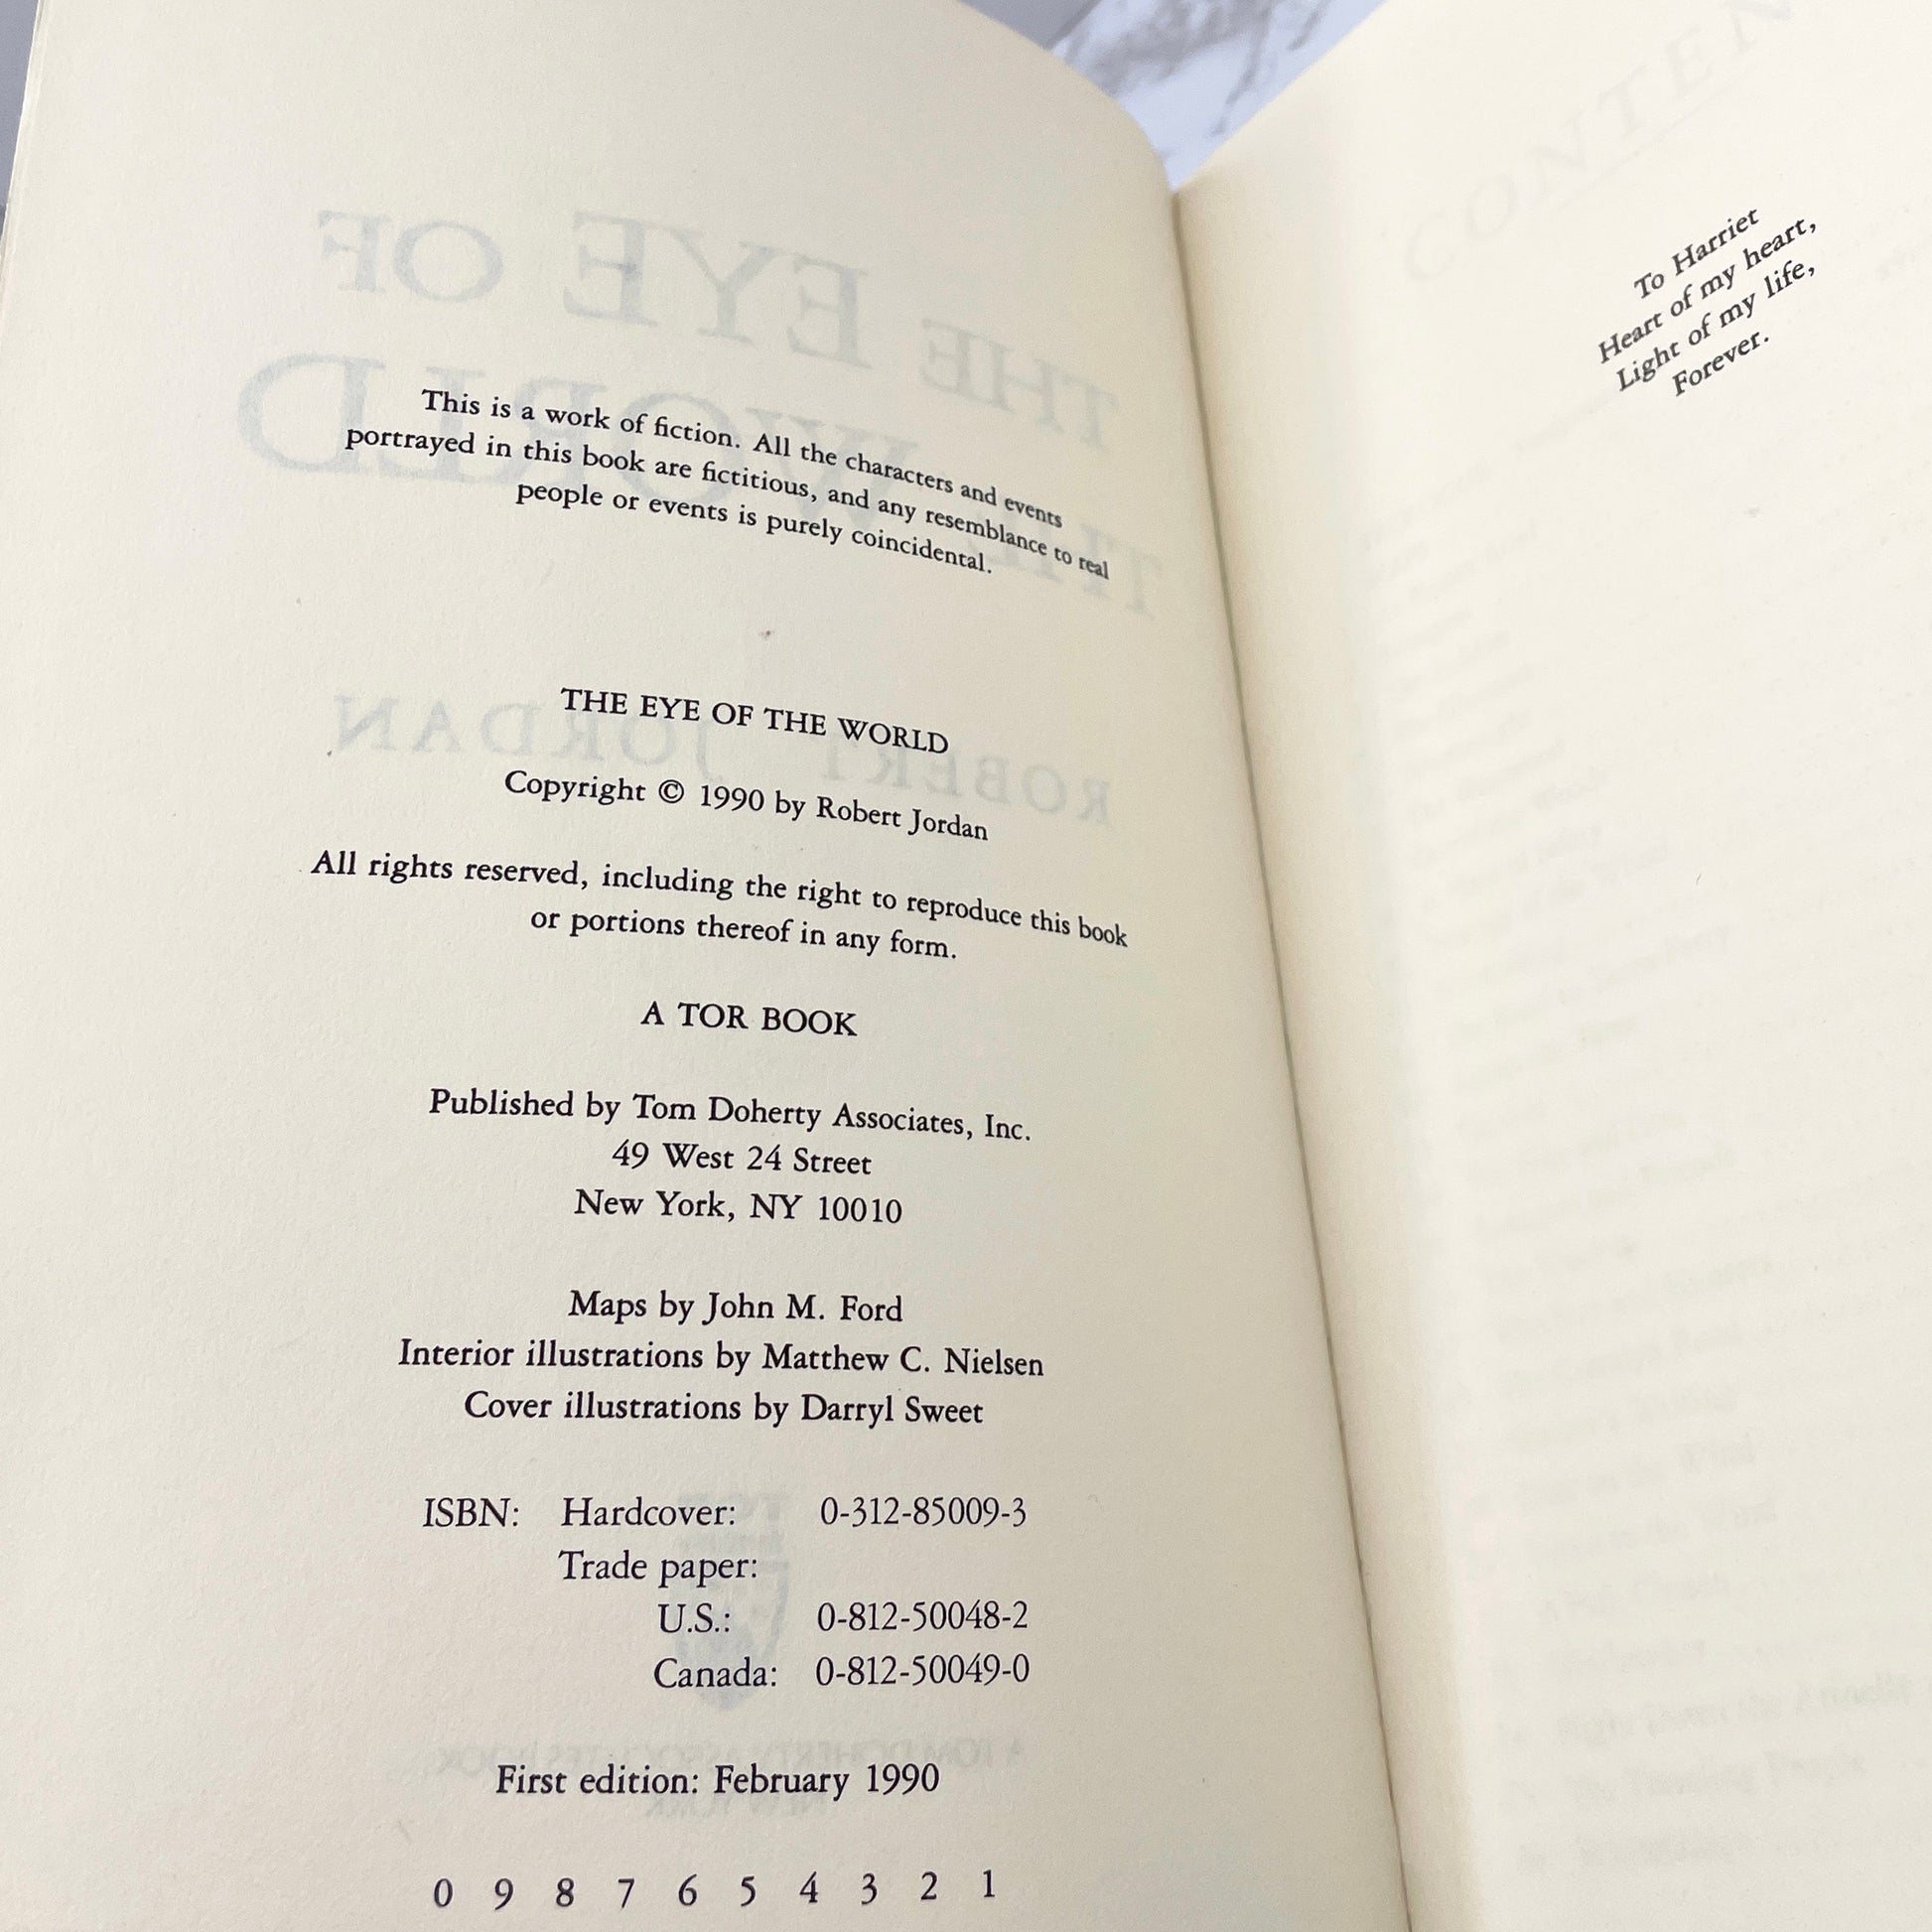 This is a work of fiction. All the characters and events
portrayed in this book are fictitious, and any resemblance to real
people or events is purely coincidental.
THE EYE OF THE WORLD
Copyright © 1990 by Robert Jordan
All rights reserved, including the right to reproduce this book
or portions thereof in any form.
A TOR BOOK
Published by Tom Doherty Associates, Inc.
49 West 24 Street
New York, NY 10010
Maps by John M. Ford
Interior illustrations by Matthew C. Nielsen
Cover illustrations by Darryl Sweet
ISBN: Hardcover: 0-312-85009-3
Trade paper:
U.S.: 0-812-50048-2
Canada: 0-812-50049-0
First edition: February 1990
0 9 8 7 6 5 4 3 2 1
To Harriet
Heart of my heart,
Light of my life,
Forever.